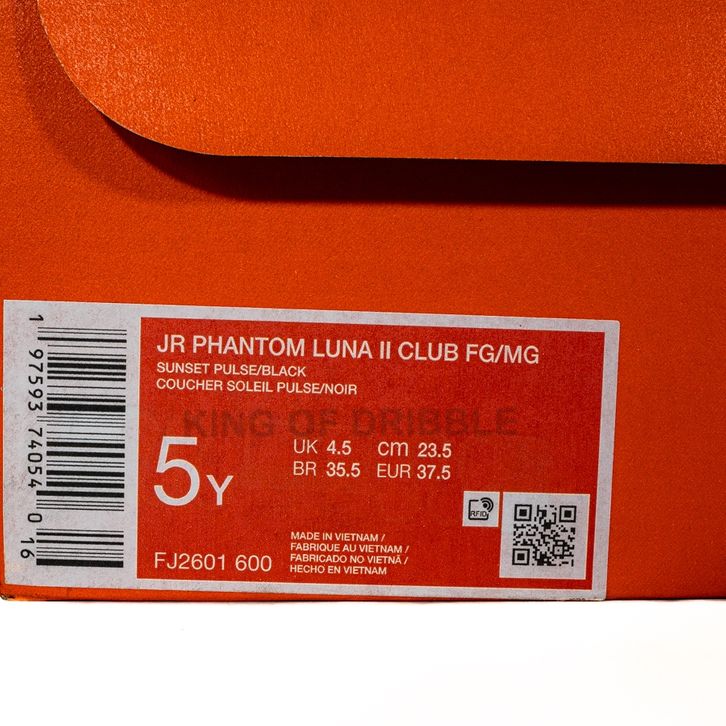 JR PHANTOM LUNA II CLUB FG/MG
SUNSET PULSE/BLACK
COUCHER SOLEIL PULSE/NOIR
KING OF DRIBBLE
5Y
UK 4.5 cm 23.5
BR 35.5 EUR 37.5
RFID
FJ2601 600
MADE IN VIETNAM /
FABRIQUE AU VIETNAM /
FABRICADO NO VIETNÃ /
HECHO EN VIETNAM
1 97593 74054 0 16